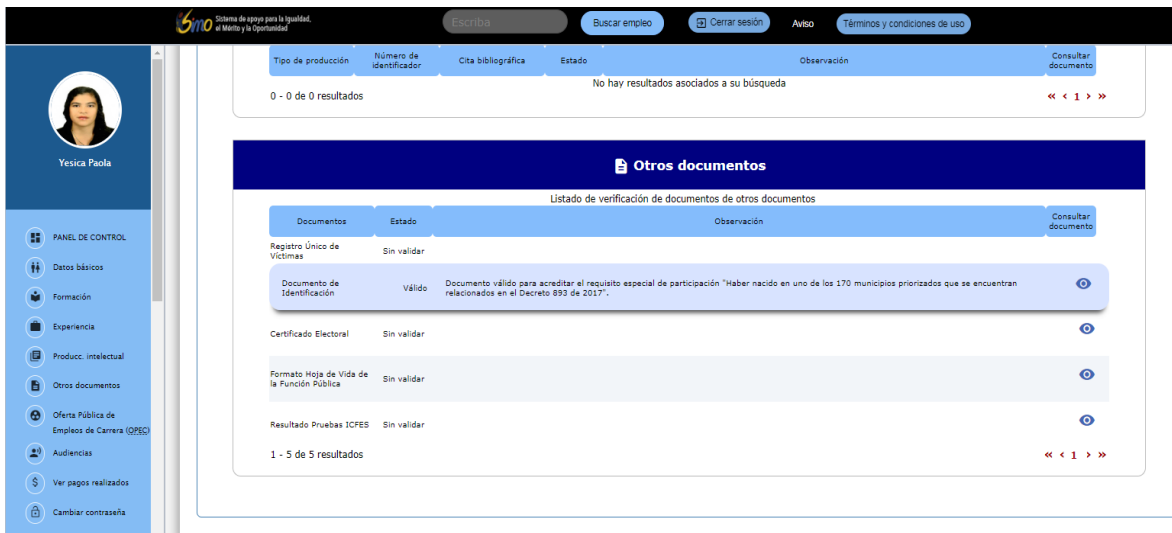 Simo Sistema de apoyo para la Igualdad,
el Mérito y la Oportunidad
Escriba
Buscar empleo
Cerrar sesión
Aviso
Términos y condiciones de uso
Yesica Paola
PANEL DE CONTROL
Datos básicos
Formación
Experiencia
Producc. intelectual
Otros documentos
Oferta Pública de
Empleos de Carrera (OPEC)
Audiencias
Ver pagos realizados
Cambiar contraseña
Tipo de producción Número de identificador Cita bibliográfica Estado Observación Consultar documento
No hay resultados asociados a su búsqueda
0 - 0 de 0 resultados « ‹ 1 › »
Otros documentos
Listado de verificación de documentos de otros documentos
Documentos Estado Observación Consultar documento
Registro Único de
Víctimas Sin validar
Documento de
Identificación Válido Documento válido para acreditar el requisito especial de participación "Haber nacido en uno de los 170 municipios priorizados que se encuentran
relacionados en el Decreto 893 de 2017".
Certificado Electoral Sin validar
Formato Hoja de Vida de
la Función Pública Sin validar
Resultado Pruebas ICFES Sin validar
1 - 5 de 5 resultados « ‹ 1 › »